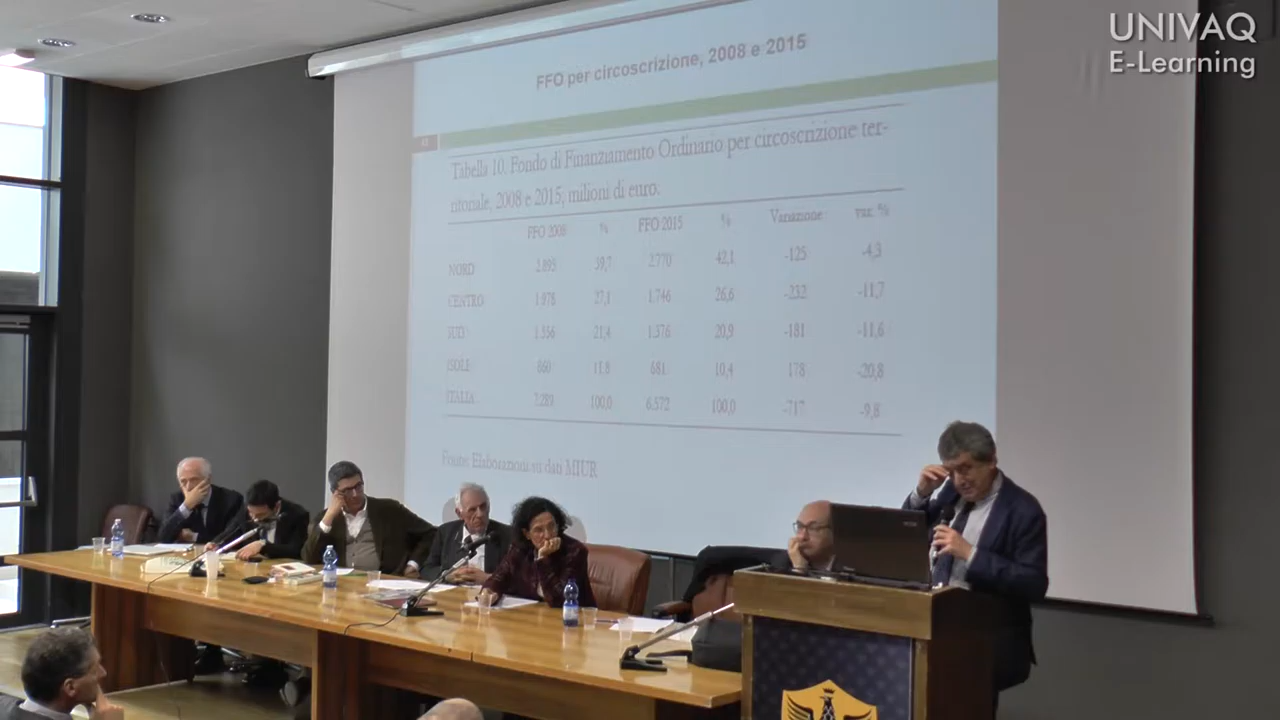 UNIVAQ
E-Learning
FFO per circoscrizione, 2008 e 2015
Tabella 10. Fondo di Finanziamento Ordinario per circoscrizione ter-
ritoriale, 2008 e 2015, milioni di euro.
FFO 2008 % FFO 2015 % Variazione var. %
NORD 2.895 39,7 2.770 42,1 -125 -4,3
CENTRO 1.978 27,1 1.746 26,6 -232 -11,7
SUD 1.556 21,4 1.376 20,9 -181 -11,6
ISOLE 860 11,8 681 10,4 178 -20,8
ITALIA 7.289 100,0 6.572 100,0 -717 -9,8
Fonte: Elaborazioni su dati MIUR